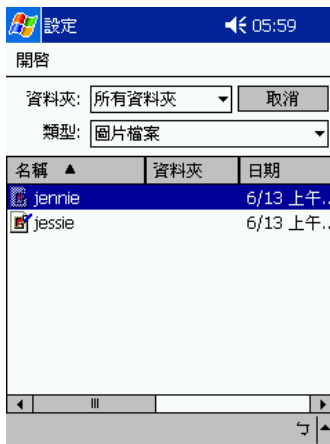 設定 05:59
開啓
資料夾: 所有資料夾 取消
類型: 圖片檔案
名稱 資料夾 日期
jennie 6/13 上午..
jessie 6/13 上午..
ㄅ